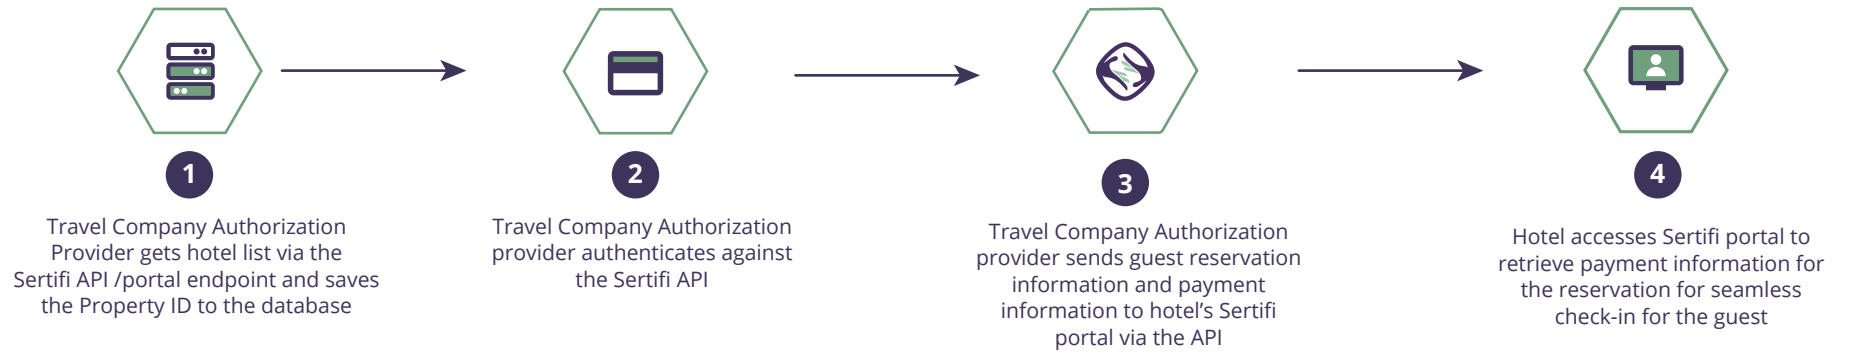 1
Travel Company Authorization
Provider gets hotel list via the
Sertifi API /portal endpoint and saves
the Property ID to the database
2
Travel Company Authorization
provider authenticates against
the Sertifi API
3
Travel Company Authorization
provider sends guest reservation
information and payment
information to hotel’s Sertifi
portal via the API
4
Hotel accesses Sertifi portal to
retrieve payment information for
the reservation for seamless
check-in for the guest